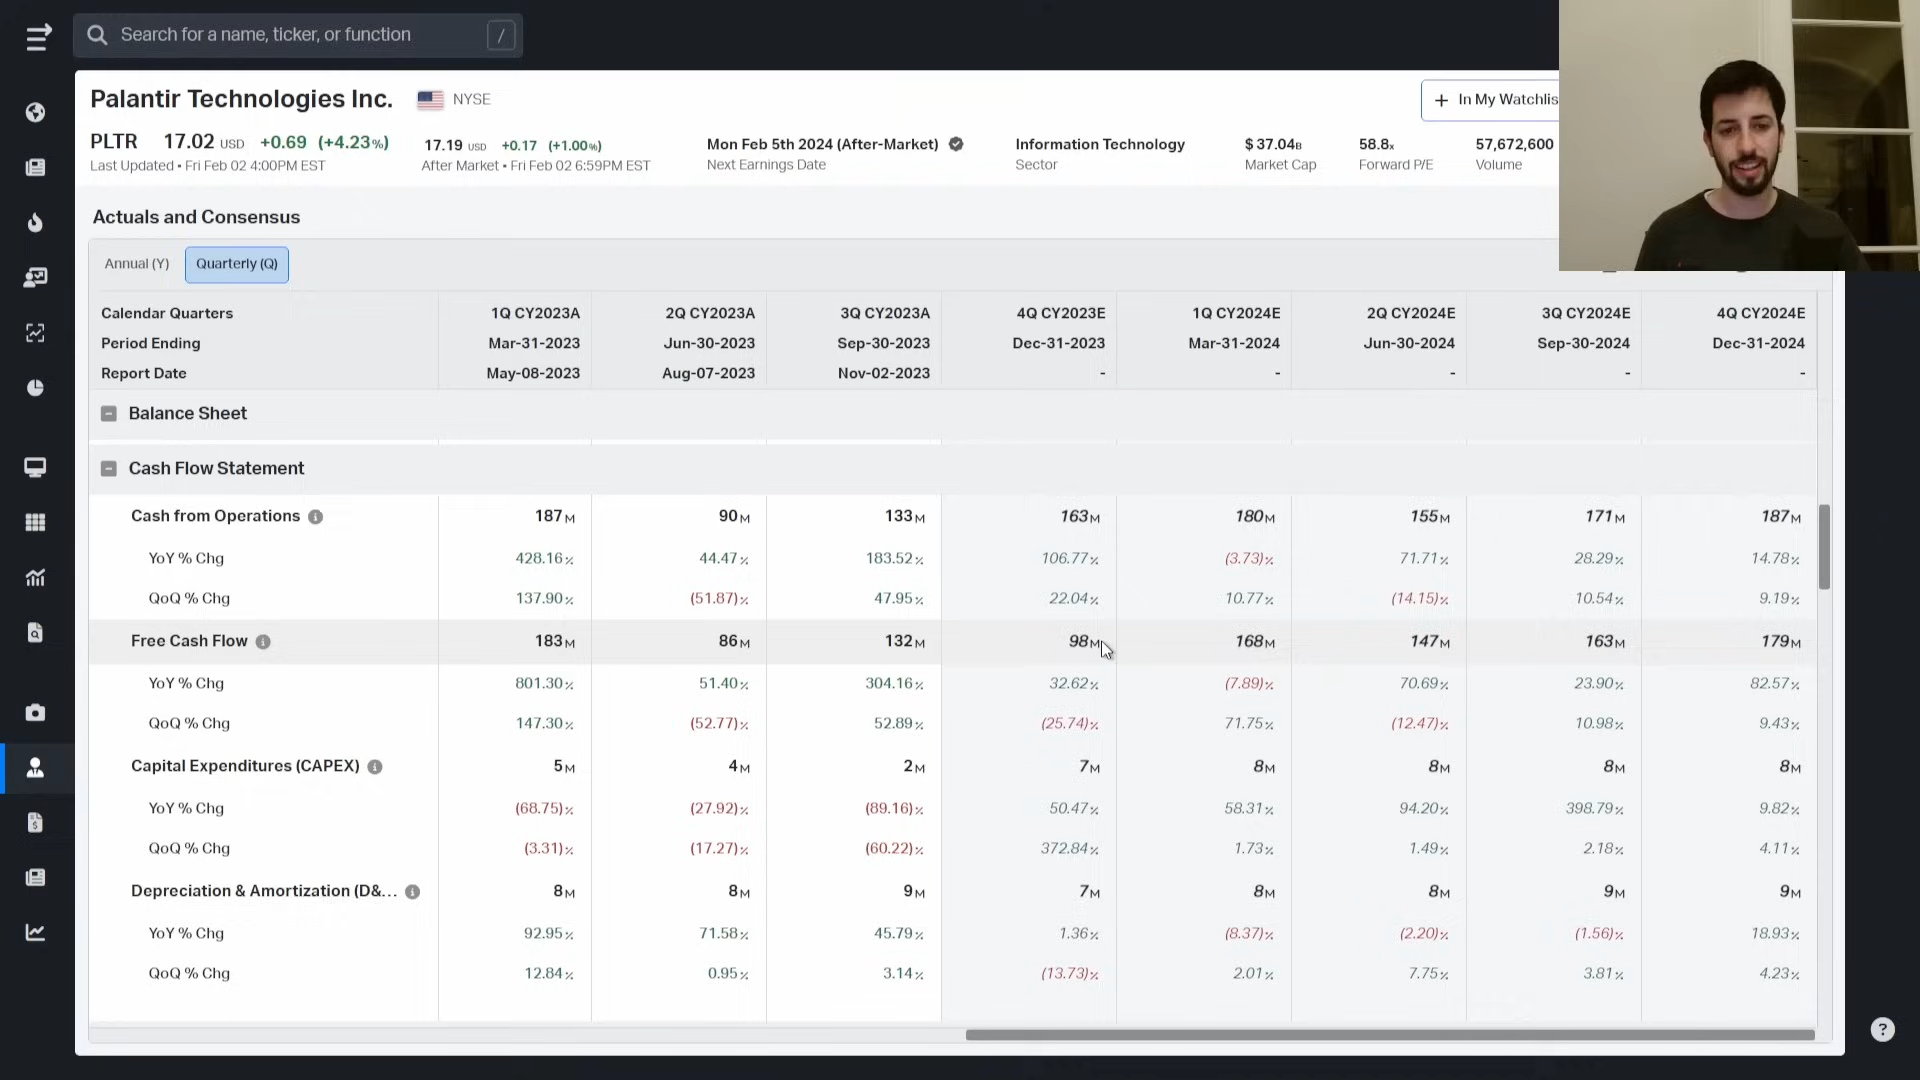 Search for a name, ticker, or function /
Palantir Technologies Inc. NYSE
+ In My Watchlis
PLTR 17.02 USD +0.69 (+4.23%) 17.19 USD +0.17 (+1.00%) Mon Feb 5th 2024 (After-Market) Information Technology $ 37.04B 58.8x 57,672,600
Last Updated • Fri Feb 02 4:00PM EST After Market • Fri Feb 02 6:59PM EST Next Earnings Date Sector Market Cap Forward P/E Volume
Actuals and Consensus
Annual (Y) Quarterly (Q)
Calendar Quarters 1Q CY2023A 2Q CY2023A 3Q CY2023A 4Q CY2023E 1Q CY2024E 2Q CY2024E 3Q CY2024E 4Q CY2024E
Period Ending Mar-31-2023 Jun-30-2023 Sep-30-2023 Dec-31-2023 Mar-31-2024 Jun-30-2024 Sep-30-2024 Dec-31-2024
Report Date May-08-2023 Aug-07-2023 Nov-02-2023 - - - - -
Balance Sheet
Cash Flow Statement
Cash from Operations 187M 90M 133M 163M 180M 155M 171M 187M
YoY % Chg 428.16% 44.47% 183.52% 106.77% (3.73)% 71.71% 28.29% 14.78%
QoQ % Chg 137.90% (51.87)% 47.95% 22.04% 10.77% (14.15)% 10.54% 9.19%
Free Cash Flow 183M 86M 132M 98M 168M 147M 163M 179M
YoY % Chg 801.30% 51.40% 304.16% 32.62% (7.89)% 70.69% 23.90% 82.57%
QoQ % Chg 147.30% (52.77)% 52.89% (25.74)% 71.75% (12.47)% 10.98% 9.43%
Capital Expenditures (CAPEX) 5M 4M 2M 7M 8M 8M 8M 8M
YoY % Chg (68.75)% (27.92)% (89.16)% 50.47% 58.31% 94.20% 398.79% 9.82%
QoQ % Chg (3.31)% (17.27)% (60.22)% 372.84% 1.73% 1.49% 2.18% 4.11%
Depreciation & Amortization (D&... 8M 8M 9M 7M 8M 8M 9M 9M
YoY % Chg 92.95% 71.58% 45.79% 1.36% (8.37)% (2.20)% (1.56)% 18.93%
QoQ % Chg 12.84% 0.95% 3.14% (13.73)% 2.01% 7.75% 3.81% 4.23%
?